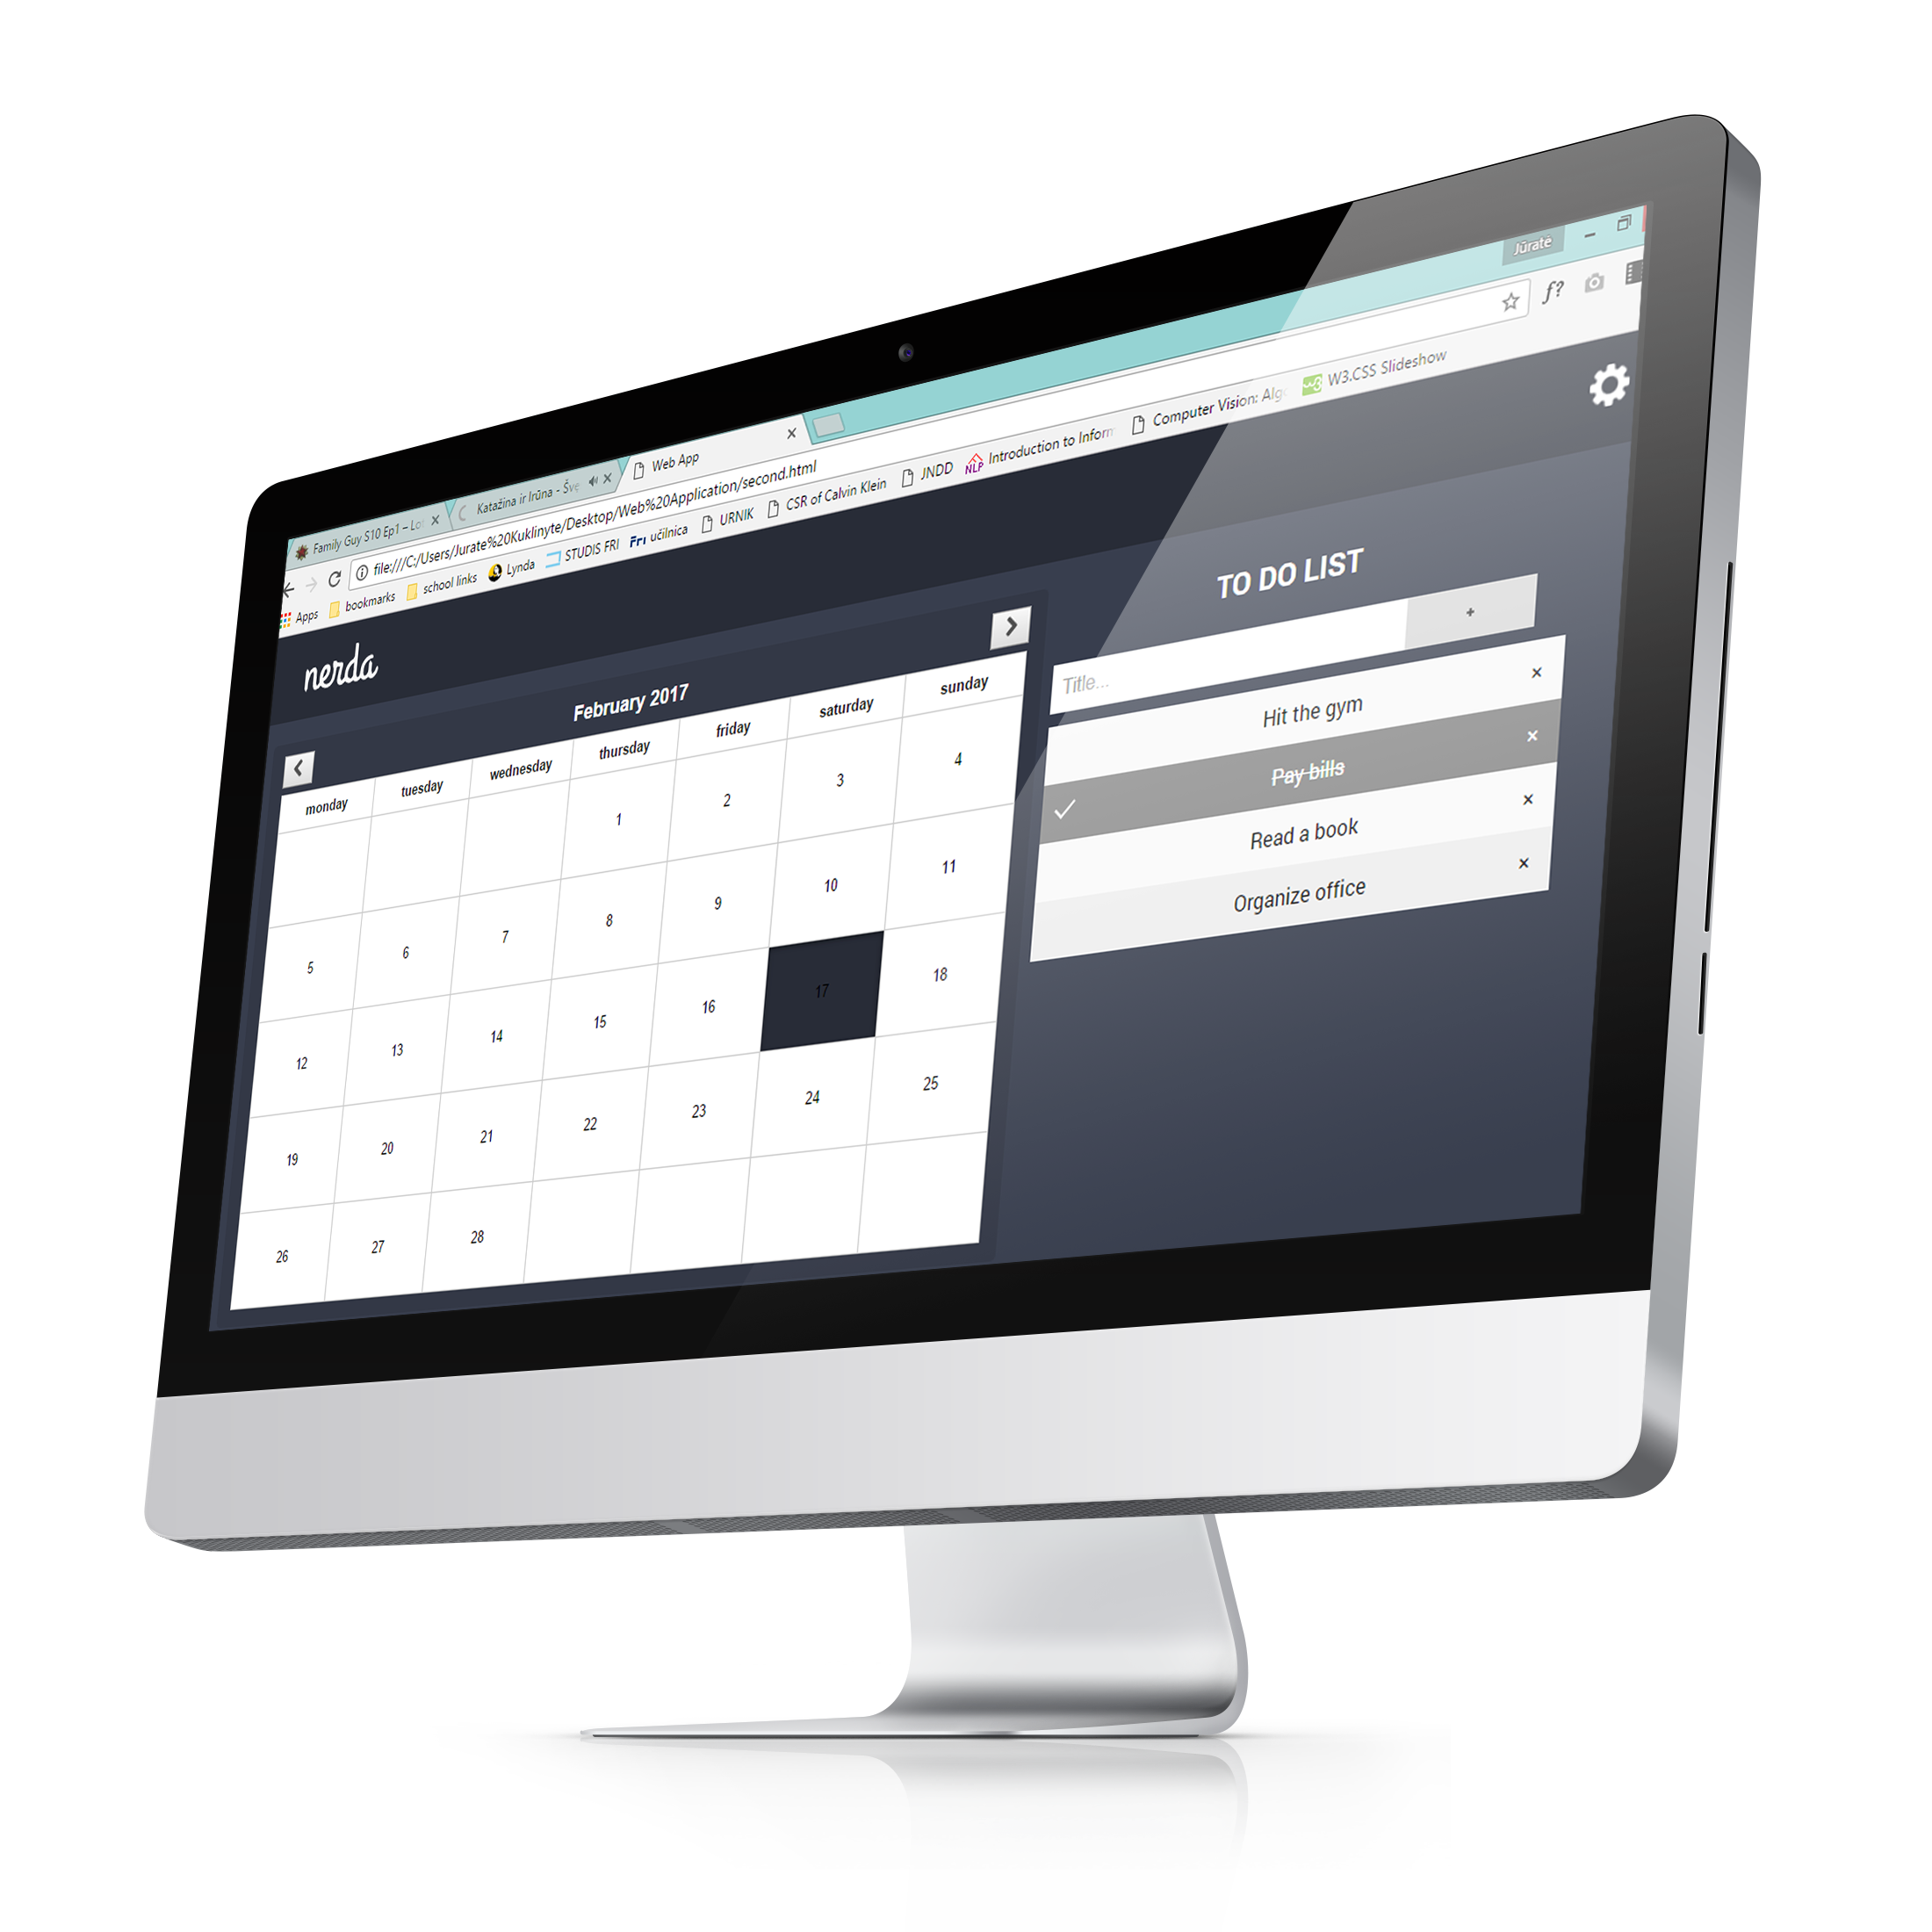 Jūratė
Family Guy S10 Ep1 – Lo
Katažina ir Irūna - Švę
Web App
file:///C:/Users/Jurate%20Kuklinyte/Desktop/Web%20Application/second.html
f?
Apps
bookmarks
school links
Lynda
STUDIS FRI
Fri učilnica
URNIK
CSR of Calvin Klein
JNDD
NLP Introduction to Inform
Computer Vision: Alg
w3 W3.CSS Slideshow
nerda
February 2017
monday tuesday wednesday thursday friday saturday sunday
1 2 3 4
5 6 7 8 9 10 11
12 13 14 15 16 17 18
19 20 21 22 23 24 25
26 27 28
TO DO LIST
Title...
+
Hit the gym ×
Pay bills ×
Read a book ×
Organize office ×